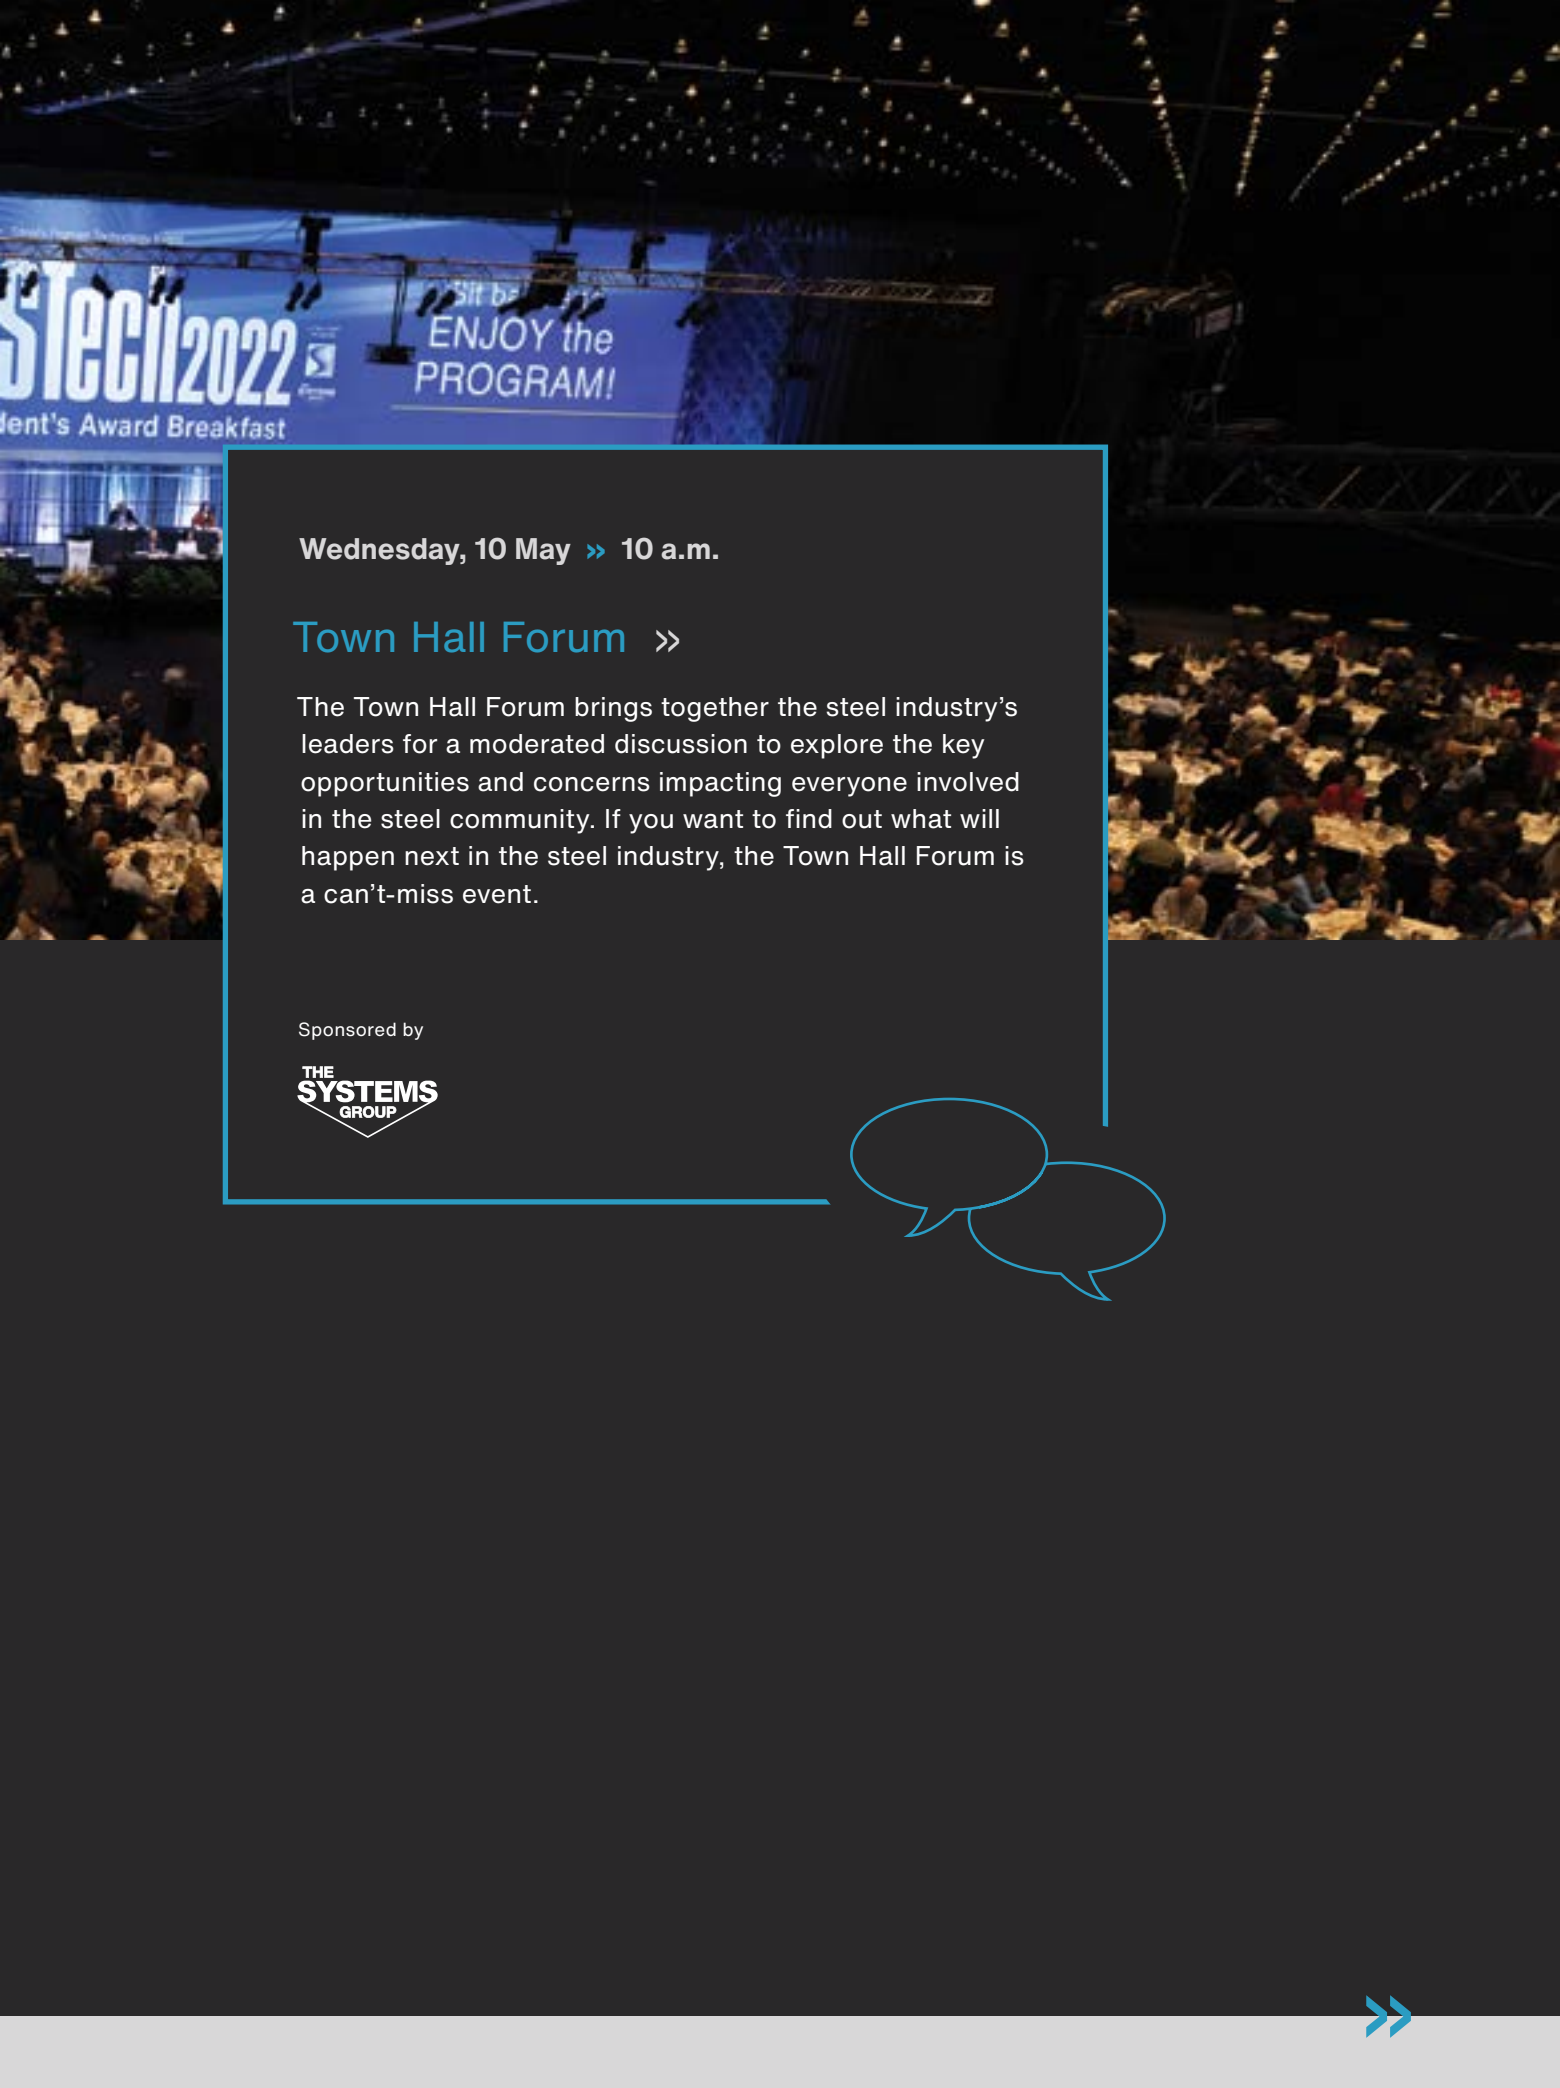 STech2022
Sit
ENJOY the
PROGRAM!
dent's Award Breakfast
Wednesday, 10 May » 10 a.m.
Town Hall Forum »
The Town Hall Forum brings together the steel industry’s
leaders for a moderated discussion to explore the key
opportunities and concerns impacting everyone involved
in the steel community. If you want to find out what will
happen next in the steel industry, the Town Hall Forum is
a can’t-miss event.
Sponsored by
THE
SYSTEMS
GROUP
»